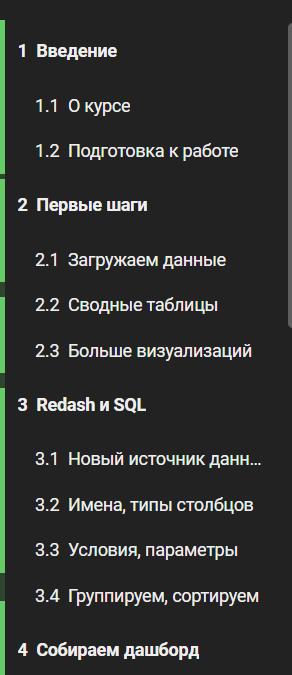 1 Введение
1.1 О курсе
1.2 Подготовка к работе
2 Первые шаги
2.1 Загружаем данные
2.2 Сводные таблицы
2.3 Больше визуализаций
3 Redash и SQL
3.1 Новый источник данн...
3.2 Имена, типы столбцов
3.3 Условия, параметры
3.4 Группируем, сортируем
4 Собираем дашборд